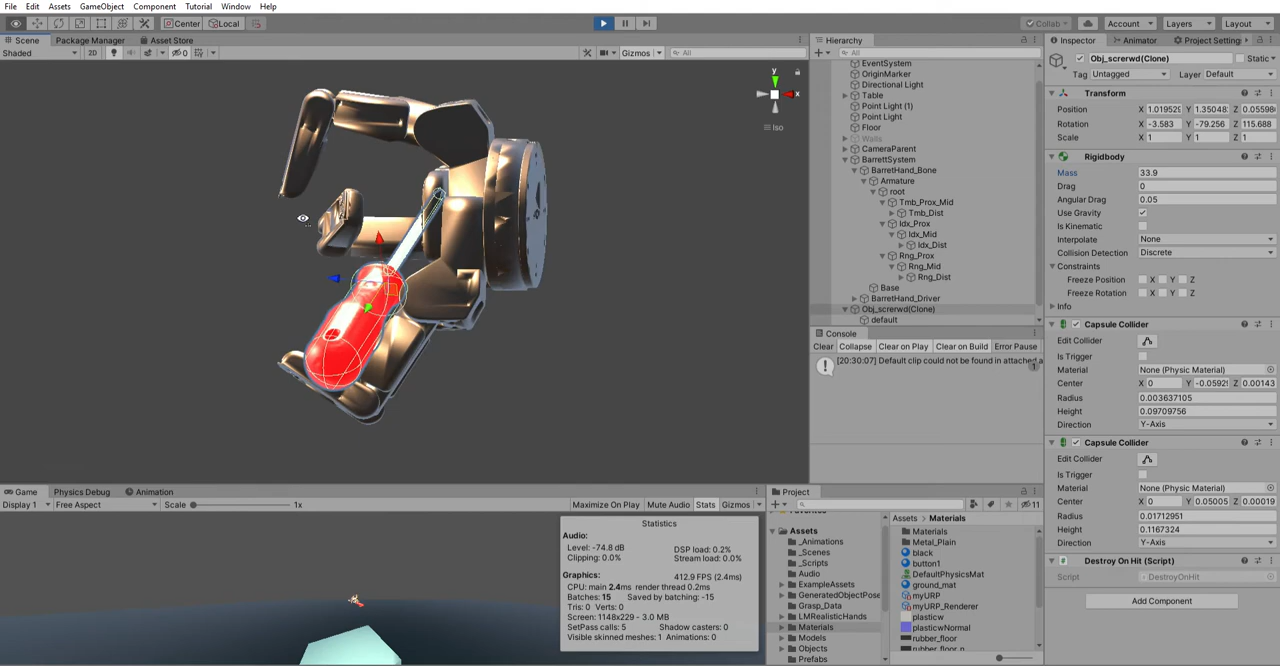 File Edit Assets GameObject Component Tutorial Window Help
Center Local Collab Account Layers Layout
Scene Package Manager Asset Store
Shaded 2D 0 Gizmos All
y
x
Iso
Hierarchy
All
EventSystem
OriginMarker
Directional Light
Table
Point Light (1)
Point Light
Floor
Walls
CameraParent
BarrettSystem
BarretHand_Bone
Armature
root
Tmb_Prox_Mid
Tmb_Dist
Idx_Prox
Idx_Mid
Idx_Dist
Rng_Prox
Rng_Mid
Rng_Dist
Base
BarretHand_Driver
Obj_screrwd(Clone)
default
Console
Clear Collapse Clear on Play Clear on Build Error Pause
[20:30:07] Default clip could not be found in attached a
1
Inspector Animator Project Setting
Obj_screrwd(Clone) Static
Tag Untagged Layer Default
Transform
Position X 1.019529 Y 1.35048 Z 0.05598
Rotation X -3.583 Y -79.256 Z 115.688
Scale X 1 Y 1 Z 1
Rigidbody
Mass 33.9
Drag 0
Angular Drag 0.05
Use Gravity
Is Kinematic
Interpolate None
Collision Detection Discrete
Constraints
Freeze Position X Y Z
Freeze Rotation X Y Z
Info
Capsule Collider
Edit Collider
Is Trigger
Material None (Physic Material)
Center X 0 Y -0.0592 Z 0.00143
Radius 0.003637105
Height 0.09709756
Direction Y-Axis
Capsule Collider
Edit Collider
Is Trigger
Material None (Physic Material)
Center X 0 Y 0.05005 Z 0.00019
Radius 0.01712951
Height 0.1167324
Direction Y-Axis
Destroy On Hit (Script)
Script DestroyOnHit
Add Component
Game Physics Debug Animation
Display 1 Free Aspect Scale 1x Maximize On Play Mute Audio Stats Gizmos
Statistics
Audio:
Level: -74.8 dB DSP load: 0.2%
Clipping: 0.0% Stream load: 0.0%
Graphics: 412.9 FPS (2.4ms)
CPU: main 2.4ms render thread 0.2ms
Batches: 15 Saved by batching: -15
Tris: 0 Verts: 0
Screen: 1148x229 - 3.0 MB
SetPass calls: 5 Shadow casters: 0
Visible skinned meshes: 1 Animations: 0
Project
11
Assets
_Animations
_Scenes
_Scripts
Audio
ExampleAssets
GeneratedObjectPose
Grasp_Data
LMRealisticHands
Materials
Models
Objects
Prefabs
Assets Materials
Materials
Metal_Plain
black
button1
DefaultPhysicsMat
ground_mat
myURP
myURP_Renderer
plasticw
plasticwNormal
rubber_floor